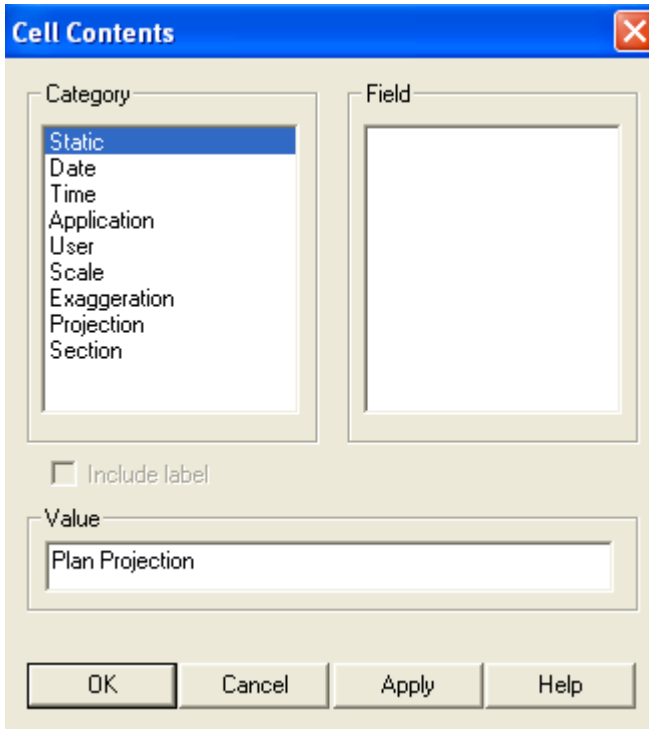 Cell Contents
Category
Field
Static
Date
Time
Application
User
Scale
Exaggeration
Projection
Section
Include label
Value
Plan Projection
OK Cancel Apply Help